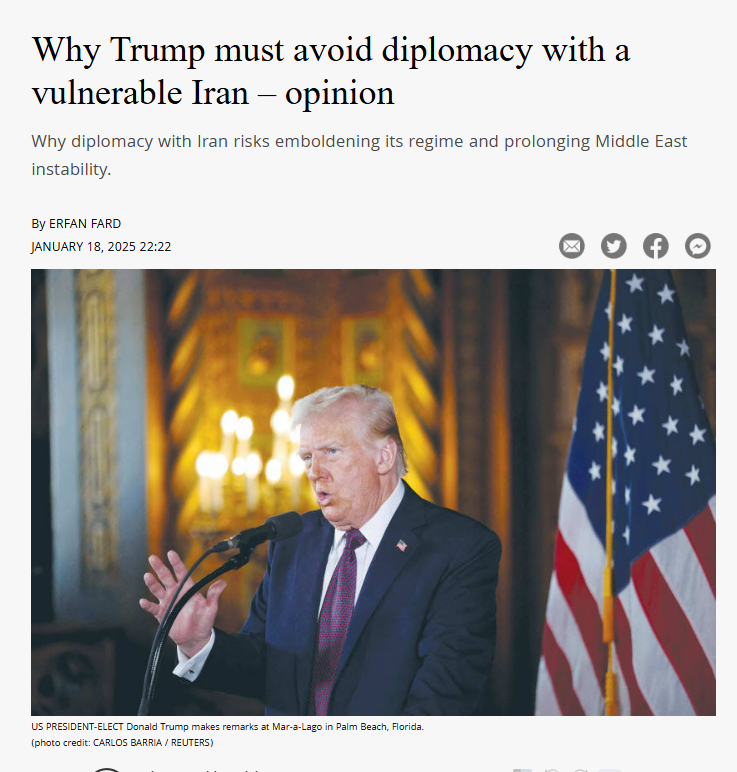 Why Trump must avoid diplomacy with a
vulnerable Iran – opinion
Why diplomacy with Iran risks emboldening its regime and prolonging Middle East
instability.
By ERFAN FARD
JANUARY 18, 2025 22:22
US PRESIDENT-ELECT Donald Trump makes remarks at Mar-a-Lago in Palm Beach, Florida.
(photo credit: CARLOS BARRIA / REUTERS)